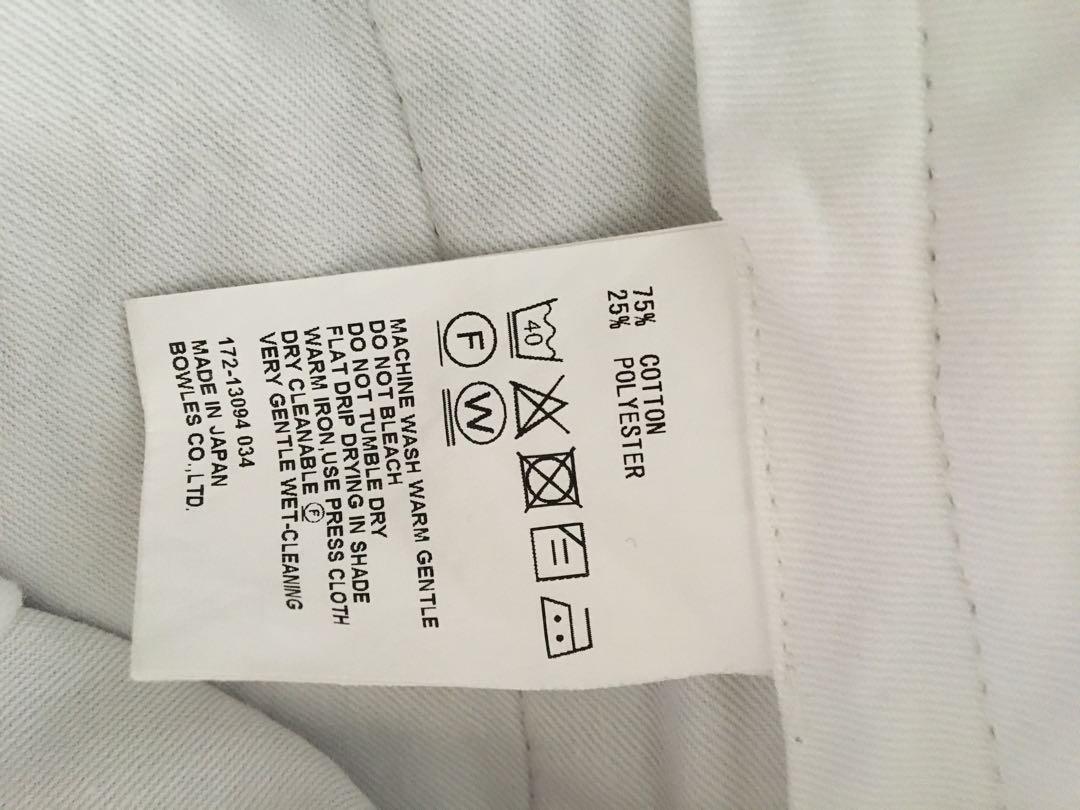 75% COTTON
25% POLYESTER
40
F W
MACHINE WASH WARM GENTLE
DO NOT BLEACH
DO NOT TUMBLE DRY
FLAT DRIP DRYING IN SHADE
WARM IRON,USE PRESS CLOTH
DRY CLEANABLE Ⓕ
VERY GENTLE WET-CLEANING
172-13094 034
MADE IN JAPAN
BOWLES CO.,LTD.